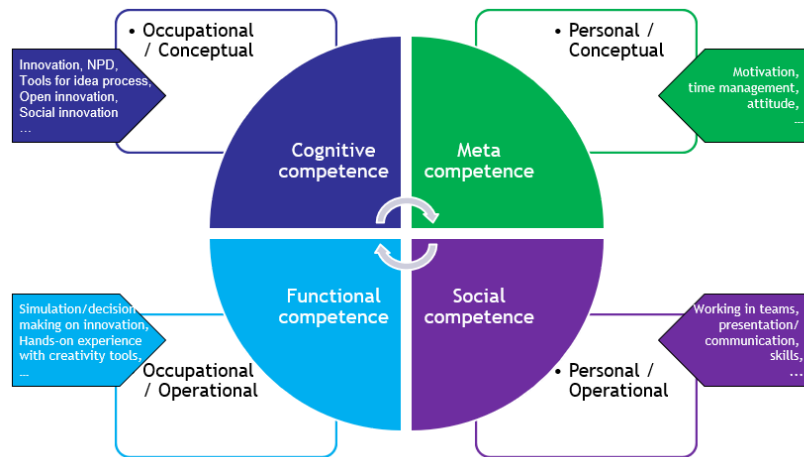 • Occupational
/ Conceptual
• Personal /
Conceptual
Innovation, NPD,
Tools for idea process,
Open innovation,
Social innovation
...
Motivation,
time management,
attitude,
...
Cognitive
competence
Meta
competence
Functional
competence
Social
competence
Simulation/decision
making on innovation,
Hands-on experience
with creativity tools,
...
Working in teams,
presentation/
communication,
skills,
...
Occupational
/ Operational
• Personal /
Operational